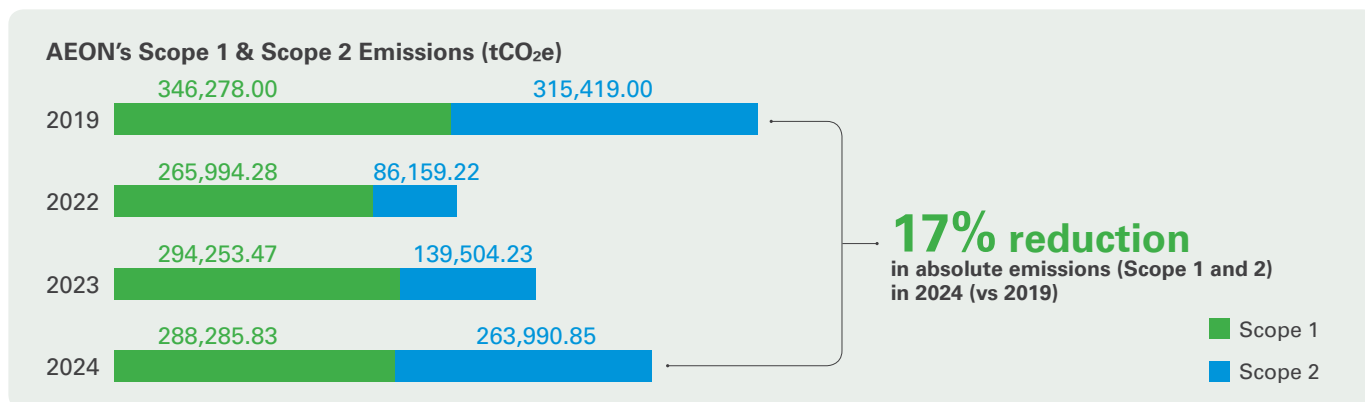 AEON's Scope 1 & Scope 2 Emissions (tCO₂e)
346,278.00 315,419.00
2019
265,994.28 86,159.22
2022
294,253.47 139,504.23
2023
288,285.83 263,990.85
2024
17% reduction
in absolute emissions (Scope 1 and 2)
in 2024 (vs 2019)
Scope 1
Scope 2